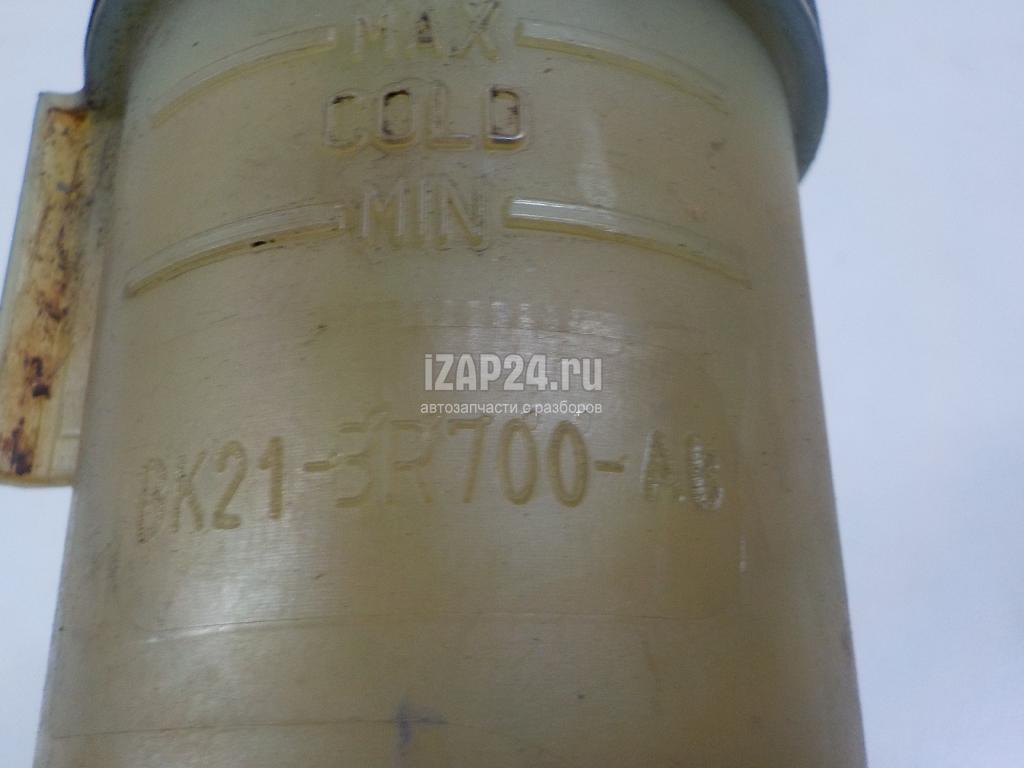 MAX
COLD
MIN
iZAP24.ru
автозапчасти с разборов
BK21-3R700-AB